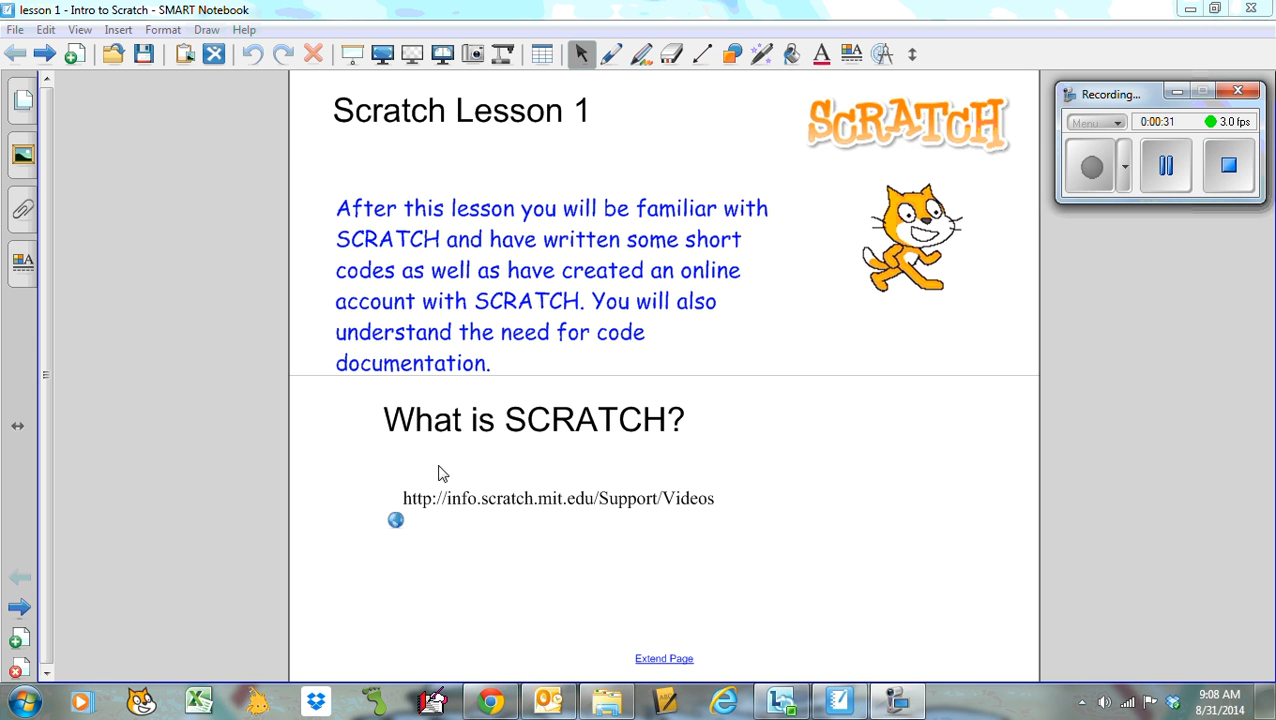 lesson 1 - Intro to Scratch - SMART Notebook
File Edit View Insert Format Draw Help
Recording...
Menu 0:00:31 3.0 fps
Scratch Lesson 1
SCRATCH
After this lesson you will be familiar with
SCRATCH and have written some short
codes as well as have created an online
account with SCRATCH. You will also
understand the need for code
documentation.
What is SCRATCH?
http://info.scratch.mit.edu/Support/Videos
Extend Page
9:08 AM
8/31/2014